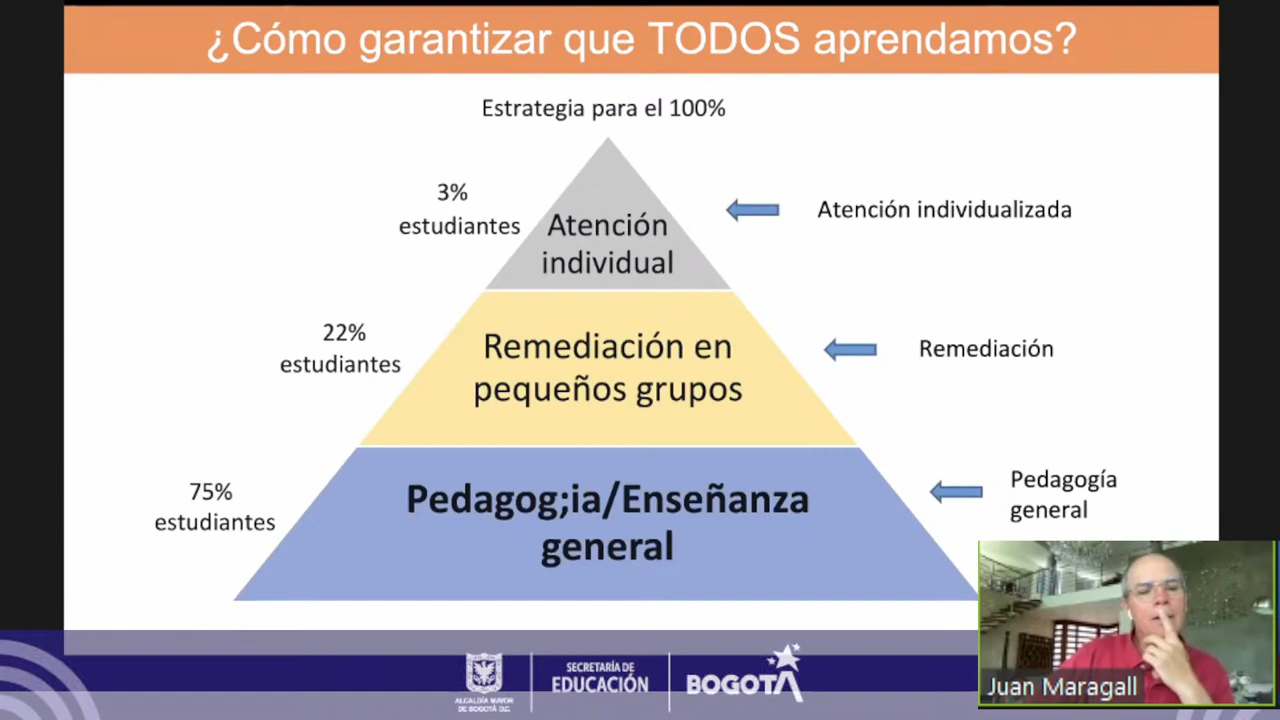 ¿Cómo garantizar que TODOS aprendamos?
Estrategia para el 100%
3%
estudiantes
Atención
individual
Atención individualizada
22%
estudiantes
Remediación en
pequeños grupos
Remediación
75%
estudiantes
Pedagog;ia/Enseñanza
general
Pedagogía
general
ALCALDÍA MAYOR
DE BOGOTÁ D.C.
SECRETARÍA DE
EDUCACIÓN
BOGOTÁ
Juan Maragall